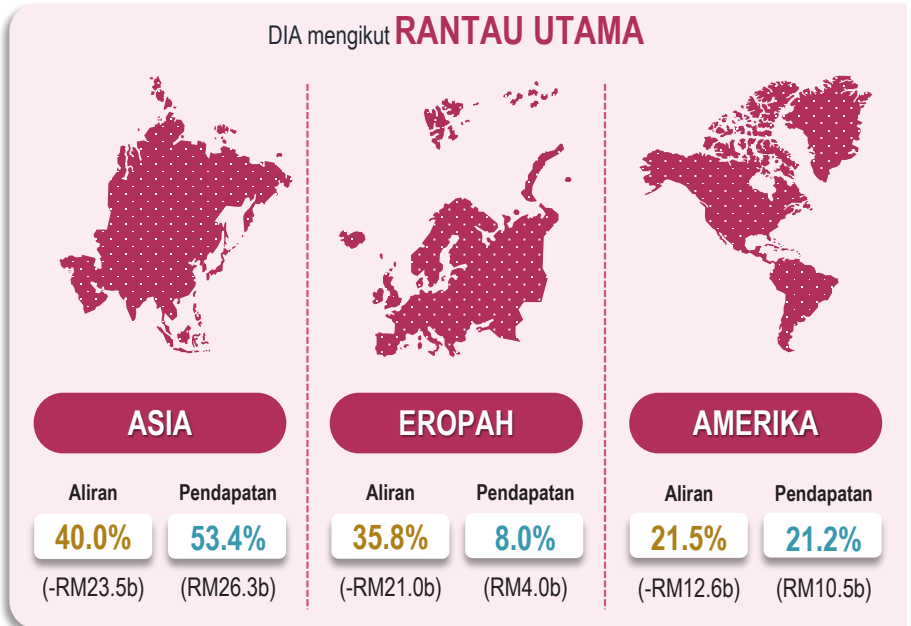 DIA mengikut RANTAU UTAMA
ASIA
Aliran Pendapatan
40.0% 53.4%
(-RM23.5b) (RM26.3b)
EROPAH
Aliran Pendapatan
35.8% 8.0%
(-RM21.0b) (RM4.0b)
AMERIKA
Aliran Pendapatan
21.5% 21.2%
(-RM12.6b) (RM10.5b)